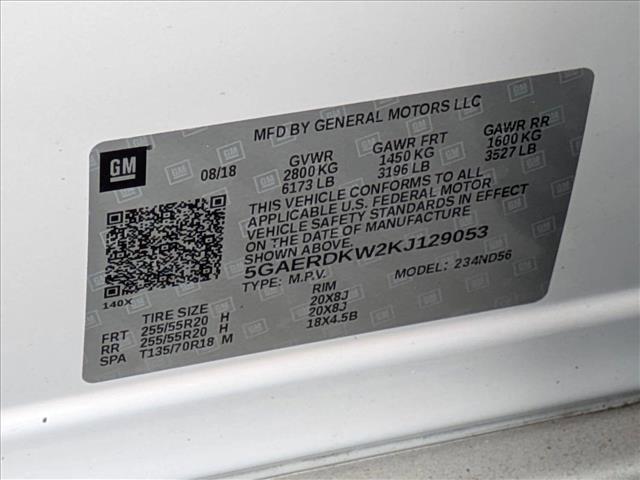 MFD BY GENERAL MOTORS LLC
GM
08/18 GVWR GAWR FRT GAWR RR
2800 KG 1450 KG 1600 KG
6173 LB 3196 LB 3527 LB
THIS VEHICLE CONFORMS TO ALL
APPLICABLE U.S. FEDERAL MOTOR
VEHICLE SAFETY STANDARDS IN EFFECT
ON THE DATE OF MANUFACTURE
SHOWN ABOVE.
5GAERDKW2KJ129053
TYPE: M.P.V. MODEL: 234ND56
140X
TIRE SIZE RIM
FRT 255/55R20 H 20X8J
RR 255/55R20 H 20X8J
SPA T135/70R18 M 18X4.5B